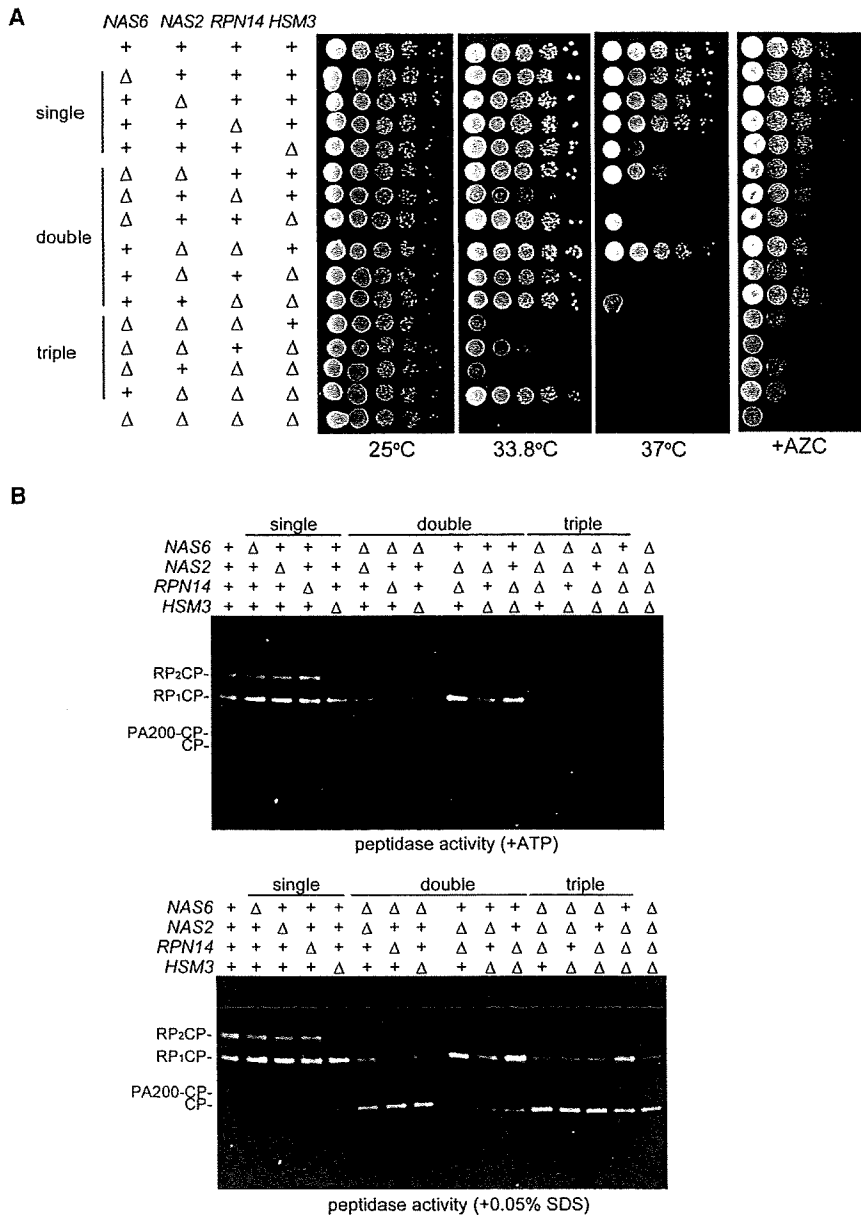 A
NAS6 NAS2 RPN14 HSM3
+ + + +
Δ + + +
+ Δ + +
single
+ + Δ +
+ + + Δ
Δ Δ + +
Δ + Δ +
Δ + + Δ
double
+ Δ Δ +
+ Δ + Δ
+ + Δ Δ
Δ Δ Δ +
triple
Δ Δ + Δ
Δ + Δ Δ
+ Δ Δ Δ
Δ Δ Δ Δ
25°C 33.8°C 37°C +AZC
B
single double triple
NAS6 + Δ + + + Δ Δ Δ + + + Δ Δ Δ + Δ
NAS2 + + Δ + + Δ + + Δ Δ + Δ Δ + Δ Δ
RPN14 + + + Δ + + Δ + Δ + Δ Δ + Δ Δ Δ
HSM3 + + + + Δ + + Δ + Δ Δ + Δ Δ Δ Δ
RP2CP-
RP1CP-
PA200-CP-
CP-
peptidase activity (+ATP)
single double triple
NAS6 + Δ + + + Δ Δ Δ + + + Δ Δ Δ + Δ
NAS2 + + Δ + + Δ + + Δ Δ + Δ Δ + Δ Δ
RPN14 + + + Δ + + Δ + Δ + Δ Δ + Δ Δ Δ
HSM3 + + + + Δ + + Δ + Δ Δ + Δ Δ Δ Δ
RP2CP-
RP1CP-
PA200-CP-
CP-
peptidase activity (+0.05% SDS)